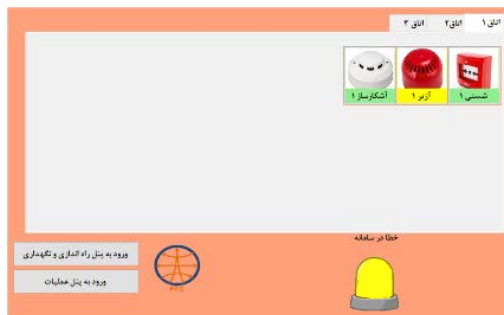 اتاق ۱
اتاق۲
اتاق ۳
شستی ۱
آژیر ۱
آشکارساز ۱
خطا در سامانه
ورود به پنل راه اندازی و نگهداری
ورود به پنل عملیات